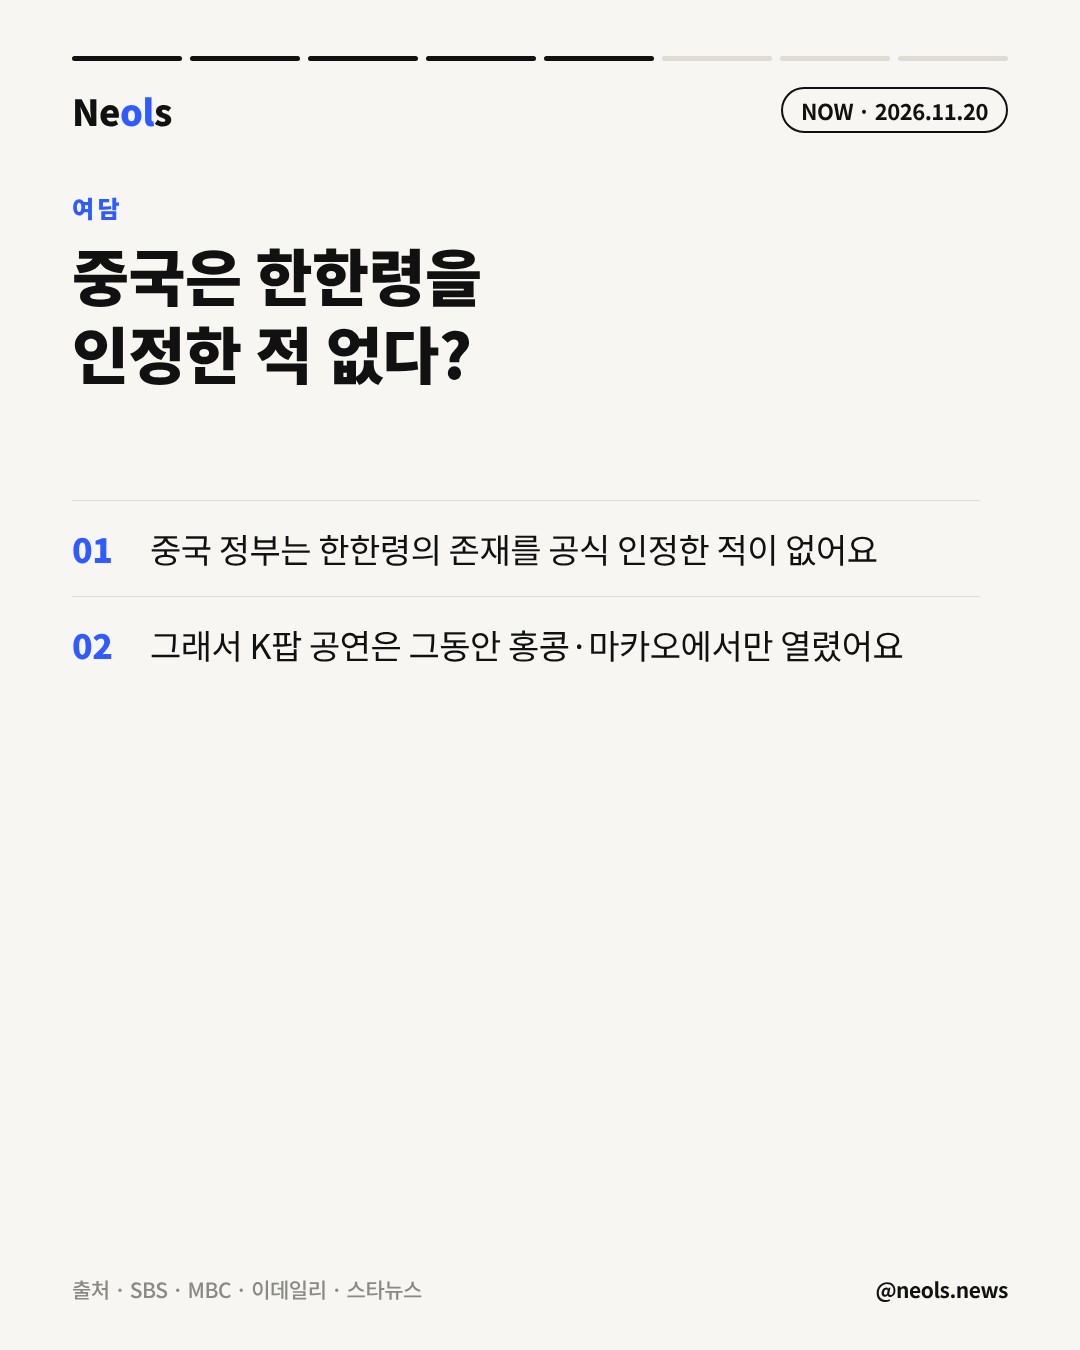 Neols
NOW · 2026.11.20
여담
중국은 한한령을
인정한 적 없다?
01 중국 정부는 한한령의 존재를 공식 인정한 적이 없어요
02 그래서 K팝 공연은 그동안 홍콩·마카오에서만 열렸어요
출처 · SBS · MBC · 이데일리 · 스타뉴스
@neols.news